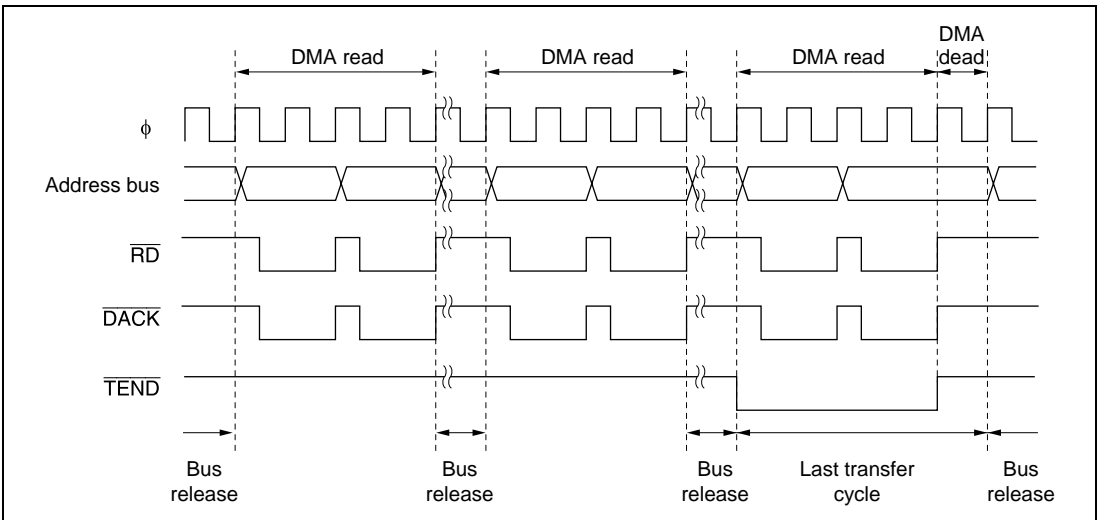 DMA read
DMA read
DMA read
DMA
dead
φ
Address bus
RD
DACK
TEND
Bus
release
Bus
release
Bus
release
Last transfer
cycle
Bus
release